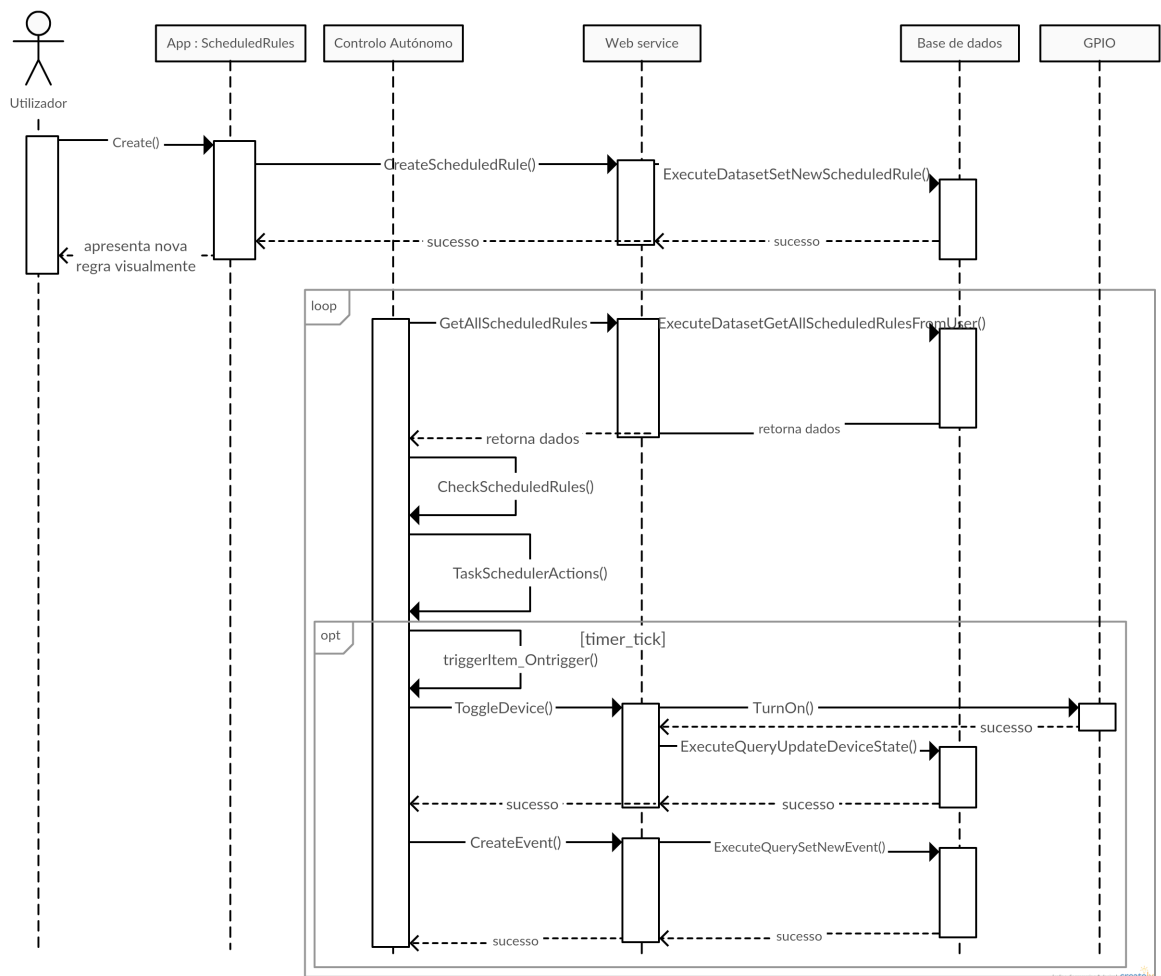 App : ScheduledRules
Controlo Autónomo
Web service
Base de dados
GPIO
Utilizador
Create()
CreateScheduledRule()
ExecuteDatasetSetNewScheduledRule()
sucesso
sucesso
apresenta nova
regra visualmente
loop
GetAllScheduledRules
ExecuteDatasetGetAllScheduledRulesFromUser()
retorna dados
retorna dados
CheckScheduledRules()
TaskSchedulerActions()
opt
[timer_tick]
triggerItem_Ontrigger()
ToggleDevice()
TurnOn()
sucesso
ExecuteQueryUpdateDeviceState()
sucesso
sucesso
CreateEvent()
ExecuteQuerySetNewEvent()
sucesso
sucesso